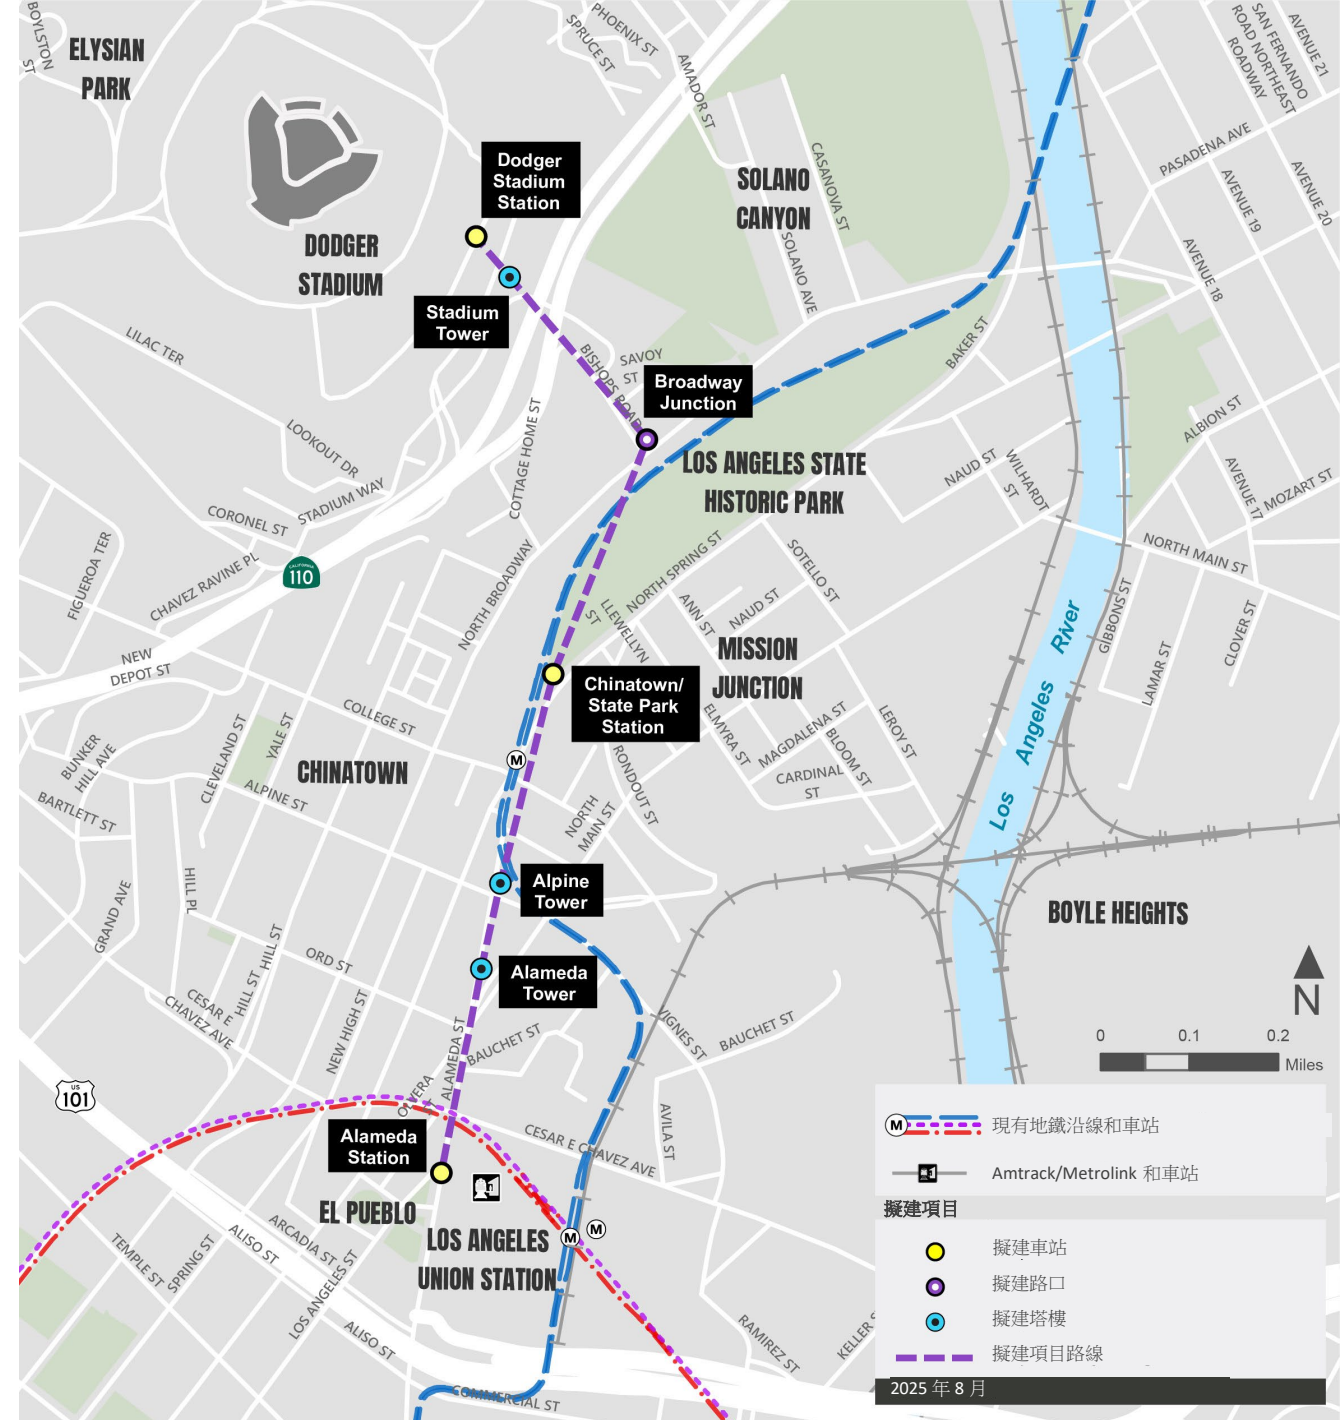 BOYLSTON ST
ELYSIAN
PARK
PHOENIX ST
SPRUCE ST
AMADOR ST
SAN FERNANDO
ROAD NORTHEAST
ROADWAY
AVENUE 21
PASADENA AVE
AVENUE 20
AVENUE 19
AVENUE 18
Dodger
Stadium
Station
SOLANO
CANYON
CASANOVA ST
SOLANO AVE
DODGER
STADIUM
Stadium
Tower
LILAC TER
BISHOPS ROAD
SAVOY
ST
Broadway
Junction
BAKER ST
LOOKOUT DR
COTTAGE HOME ST
LOS ANGELES STATE
HISTORIC PARK
NAUD ST
WILHARDT
ST
ALBION ST
AVENUE 17
MOZART ST
STADIUM WAY
CORONEL ST
CHAVEZ RAVINE PL
CALIFORNIA
110
FIGUEROA TER
NORTH BROADWAY
NORTH SPRING ST
SOTELLO ST
NORTH MAIN ST
LLEWELLYN
ST
ANN ST
NAUD ST
MISSION
JUNCTION
GIBBONS ST
LAMAR ST
CLOVER ST
Los Angeles River
NEW
DEPOT ST
COLLEGE ST
Chinatown/
State Park
Station
ELMYRA ST
MAGDALENA ST
BLOOM ST
LEROY ST
CARDINAL
ST
BUNKER
HILL AVE
CLEVELAND ST
YALE ST
CHINATOWN
ALPINE ST
BARTLETT ST
M
RONDOUT ST
NORTH
MAIN ST
HILL PL
GRAND AVE
Alpine
Tower
BOYLE HEIGHTS
ORD ST
HILL ST
HILL ST
CESAR E
CHAVEZ AVE
NEW HIGH ST
Alameda
Tower
BAUCHET ST
VIGNES ST
BAUCHET ST
ALAMEDA ST
OLVERA
ST
N
0 0.1 0.2
Miles
US
101
Alameda
Station
CESAR E CHAVEZ AVE
AVILA ST
EL PUEBLO
LOS ANGELES
UNION STATION
M
M
TEMPLE ST
SPRING ST
ALISO ST
ARCADIA ST
LOS ANGELES ST
ALISO ST
COMMERCIAL ST
RAMIREZ ST
KELLER S
M 現有地鐵沿線和車站
Amtrack/Metrolink 和車站
擬建項目
擬建車站
擬建路口
擬建塔樓
擬建項目路線
2025 年 8 月